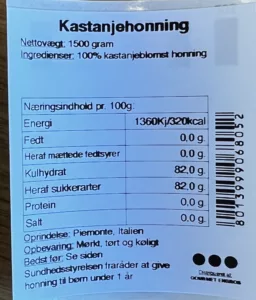 Kastanjehonning
Nettovægt: 1500 gram
Ingredienser: 100% kastanjeblomst honning
Næringsindhold pr. 100g:
Energi 1360Kj/320kcal
Fedt 0.0 g.
Heraf mættede fedtsyrer 0.0 g.
Kulhydrat 82.0 g.
Heraf sukkerarter 82.0 g.
Protein 0.0 g.
Salt 0.0 g.
Oprindelse: Piemonte, Italien
Opbevaring: Mørkt, tørt og køligt
Bedst før: Se siden
Sundhedsstyrelsen fraråder at give
honning til børn under 1 år
8013999068052